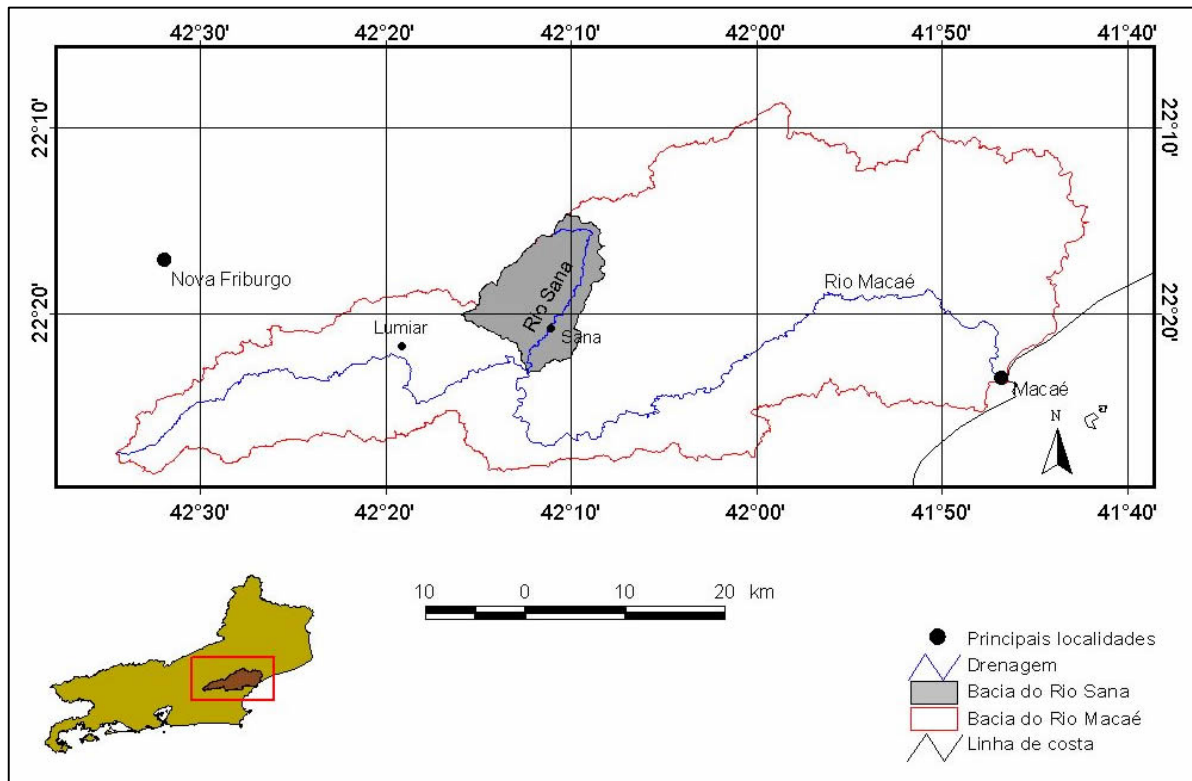 42°30' 42°20' 42°10' 42°00' 41°50' 41°40'
22°10' 22°10'
Nova Friburgo
Rio Sana
Rio Macaé
22°20' 22°20'
Lumiar
Sana
Macaé
N
42°30' 42°20' 42°10' 42°00' 41°50' 41°40'
10 0 10 20 km
Principais localidades
Drenagem
Bacia do Rio Sana
Bacia do Rio Macaé
Linha de costa